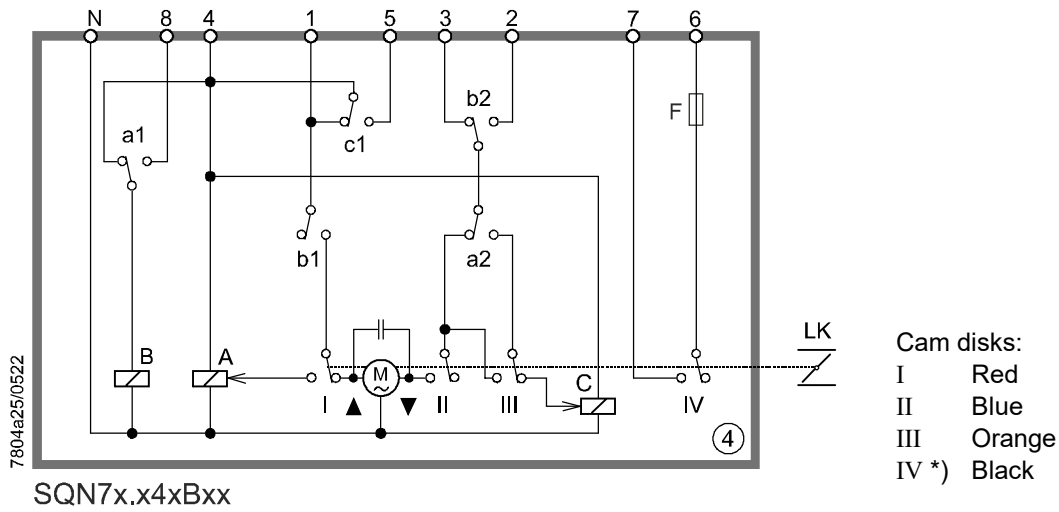 N 8 4 1 5 3 2 7 6
b2
F
a1
c1
b1 a2
LK
B A M C
~
I II III IV
4
7804a25/0522
SQN7x.x4xBxx
Cam disks:
I Red
II Blue
III Orange
IV *) Black